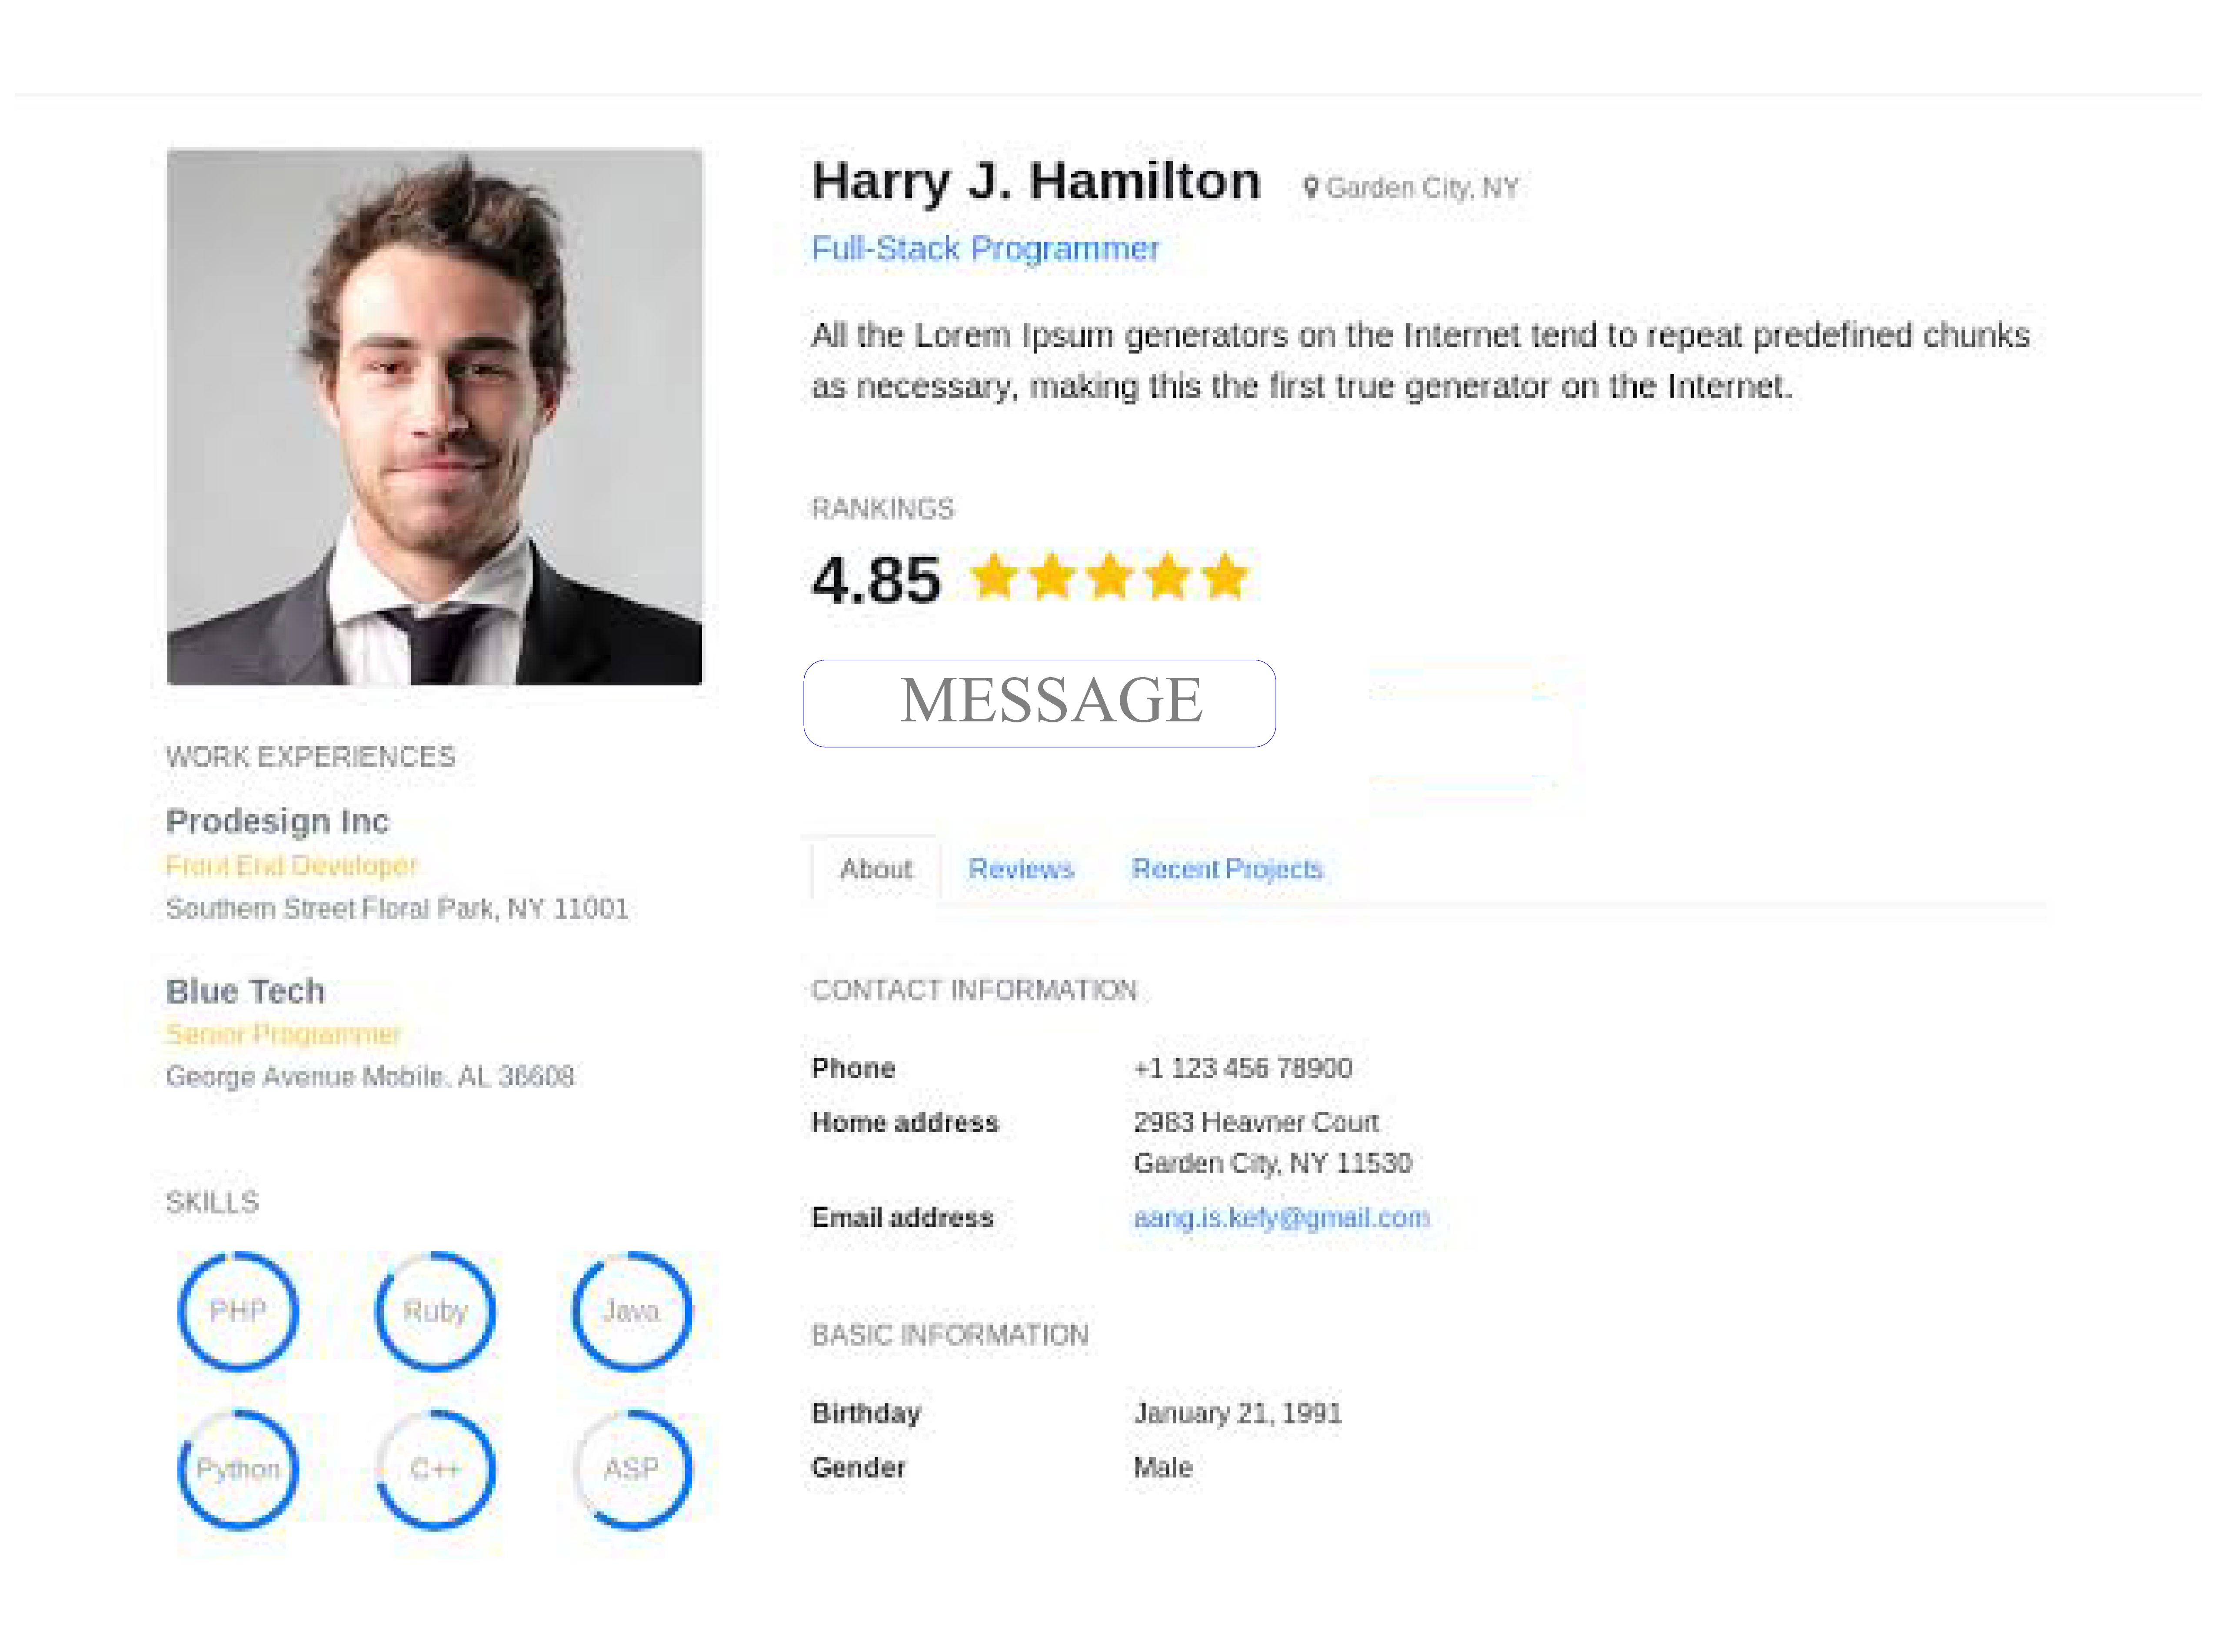 Harry J. Hamilton
Garden City, NY
Full-Stack Programmer
All the Lorem Ipsum generators on the Internet tend to repeat predefined chunks
as necessary, making this the first true generator on the Internet.
RANKINGS
4.85
MESSAGE
WORK EXPERIENCES
Prodesign Inc
Front End Developer
Southern Street Floral Park, NY 11001
Blue Tech
Senior Programmer
George Avenue Mobile, AL 36608
SKILLS
PHP
Ruby
Java
Python
C++
ASP
About
Reviews
Recent Projects
CONTACT INFORMATION
Phone +1 123 456 78900
Home address 2983 Heavner Court
Garden City, NY 11530
Email address aang.is.kefy@gmail.com
BASIC INFORMATION
Birthday January 21, 1991
Gender Male